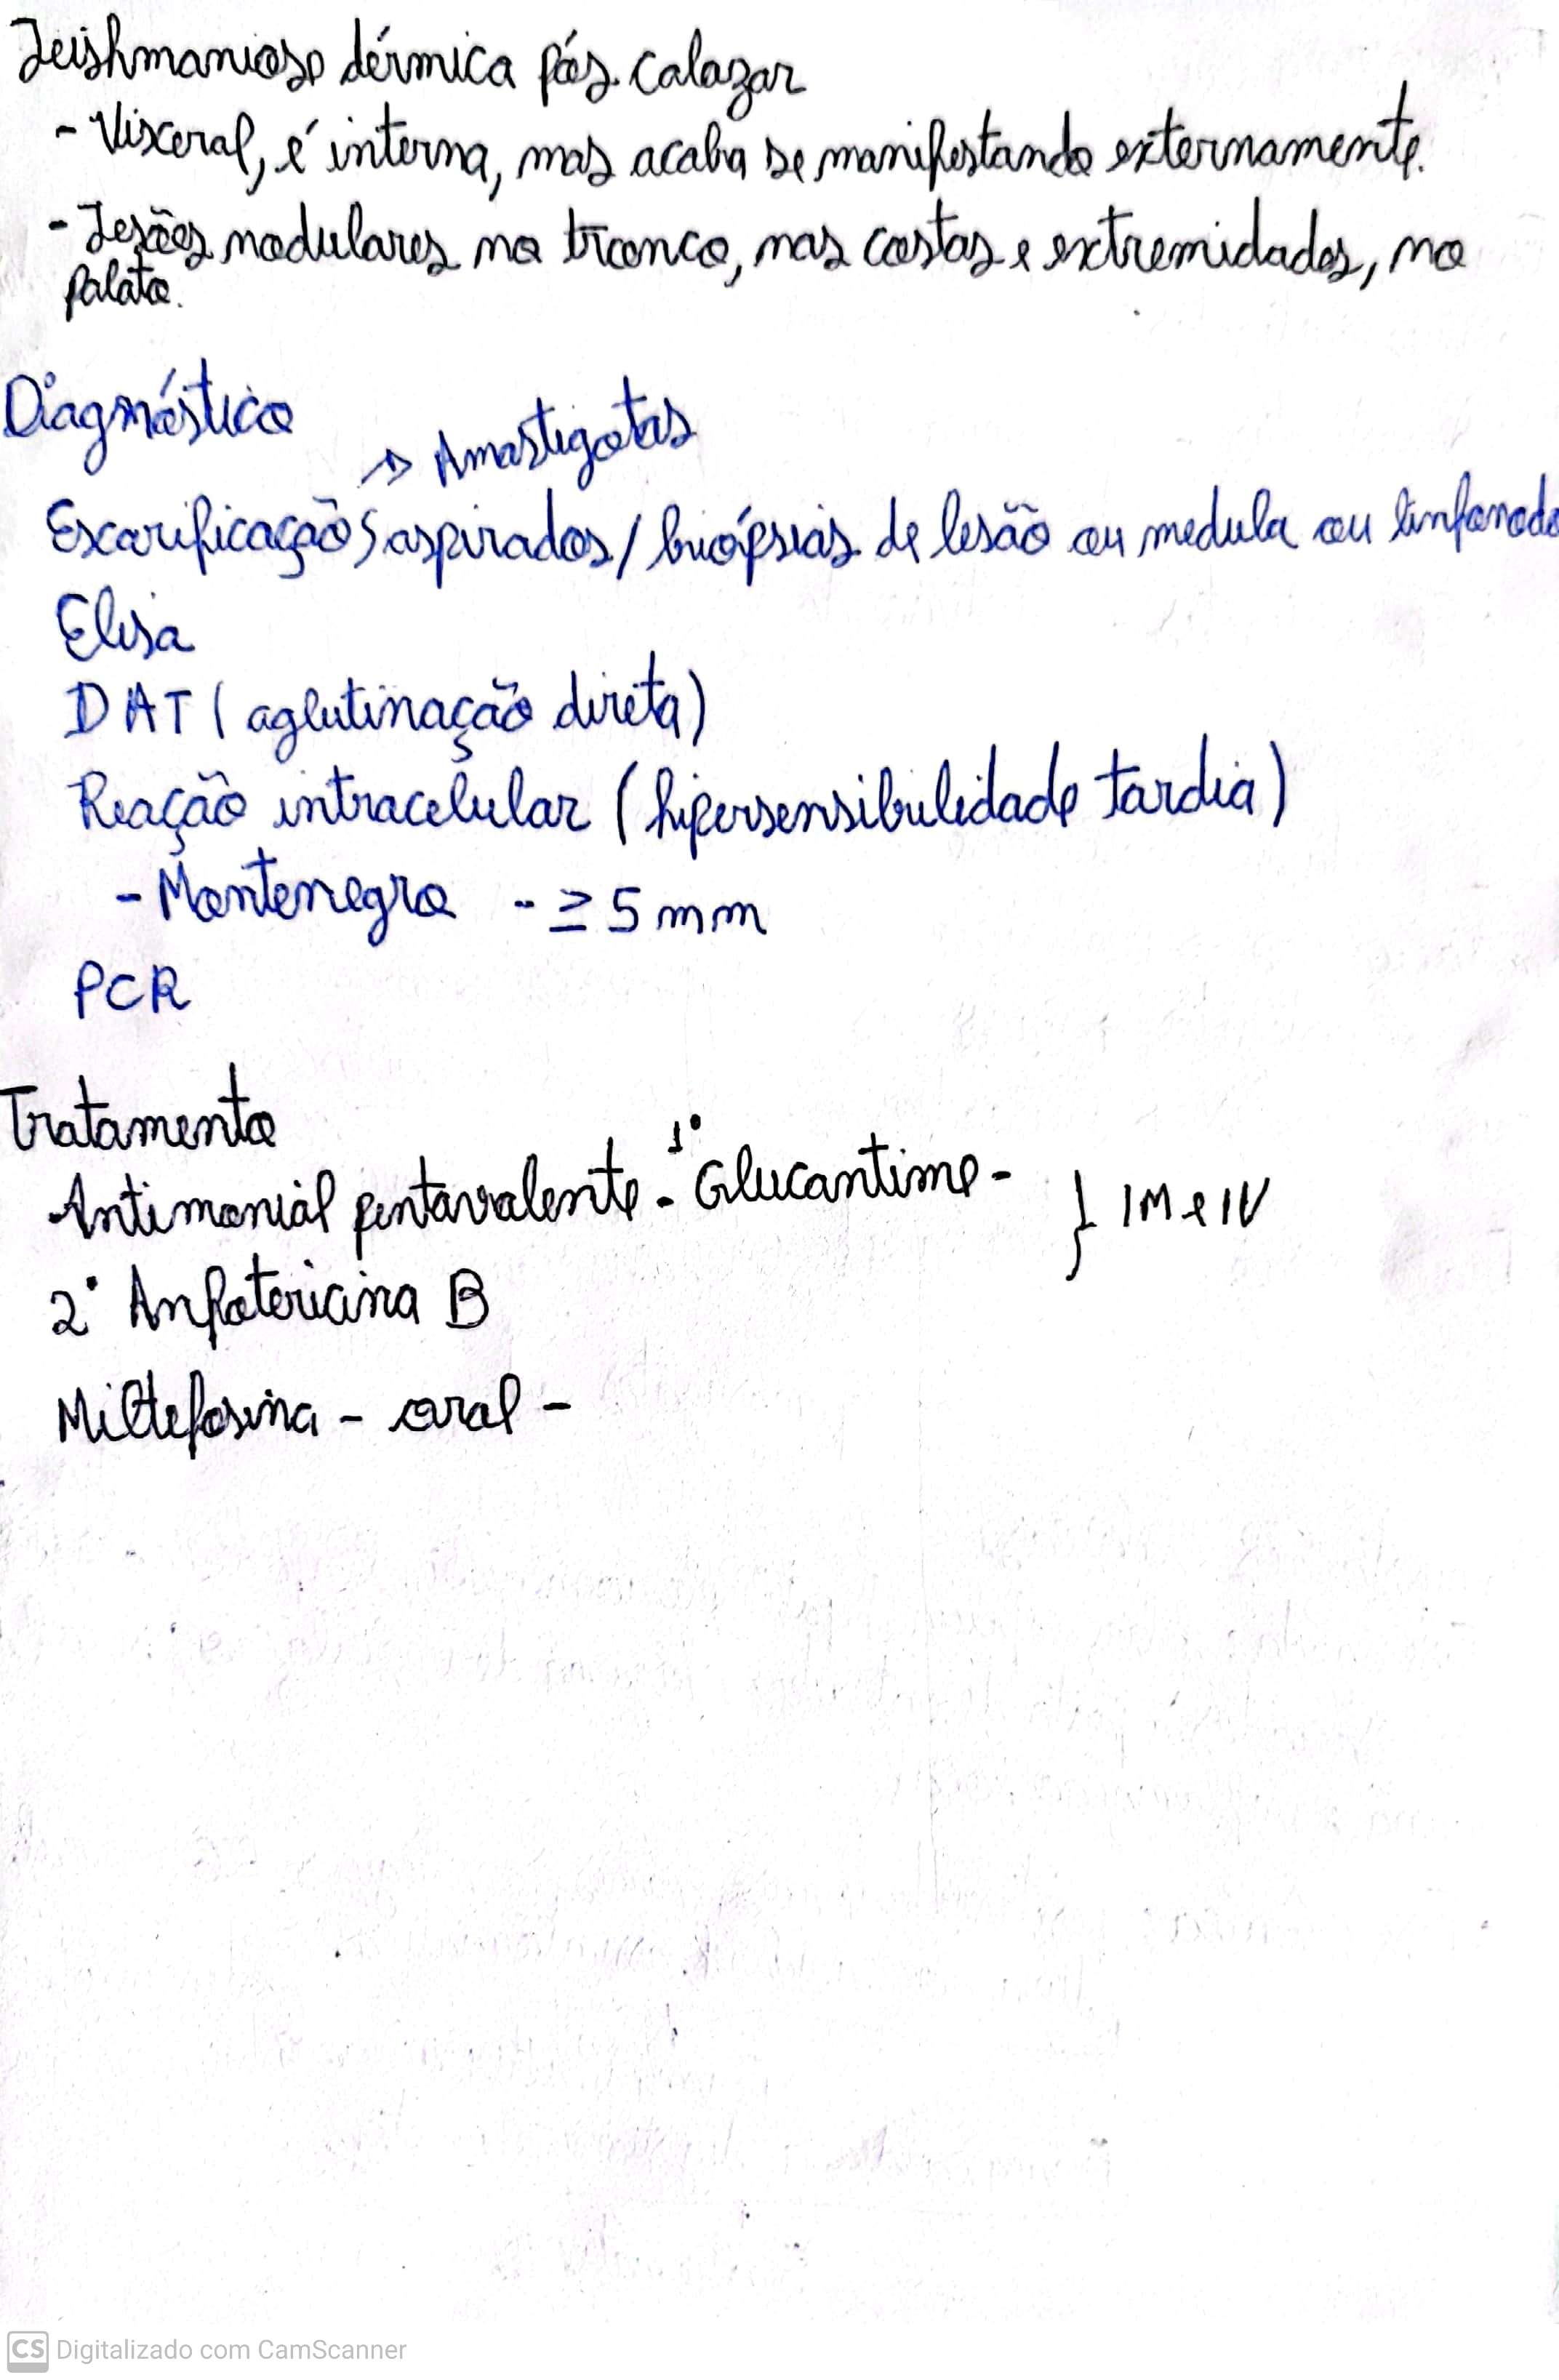 Leishmaniose dérmica pós calazar
- Visceral, é interna, mas acaba se manifestando externamente.
- Lesões nodulares no tronco, nas costas e extremidades, no
palato.
Diagnóstico
→ Amastigotas
Escarificação/aspirados/biópsias de lesão ou medula ou linfonodo
Elisa
DAT (aglutinação direta)
Reação intracelular (hipersensibilidade tardia)
- Montenegro - ≥ 5 mm
PCR
Tratamento
Antimonial pentavalente - 1° Glucantime - } IM e IV
2° Anfotericina B
Miltefosina - oral -
CS Digitalizado com CamScanner